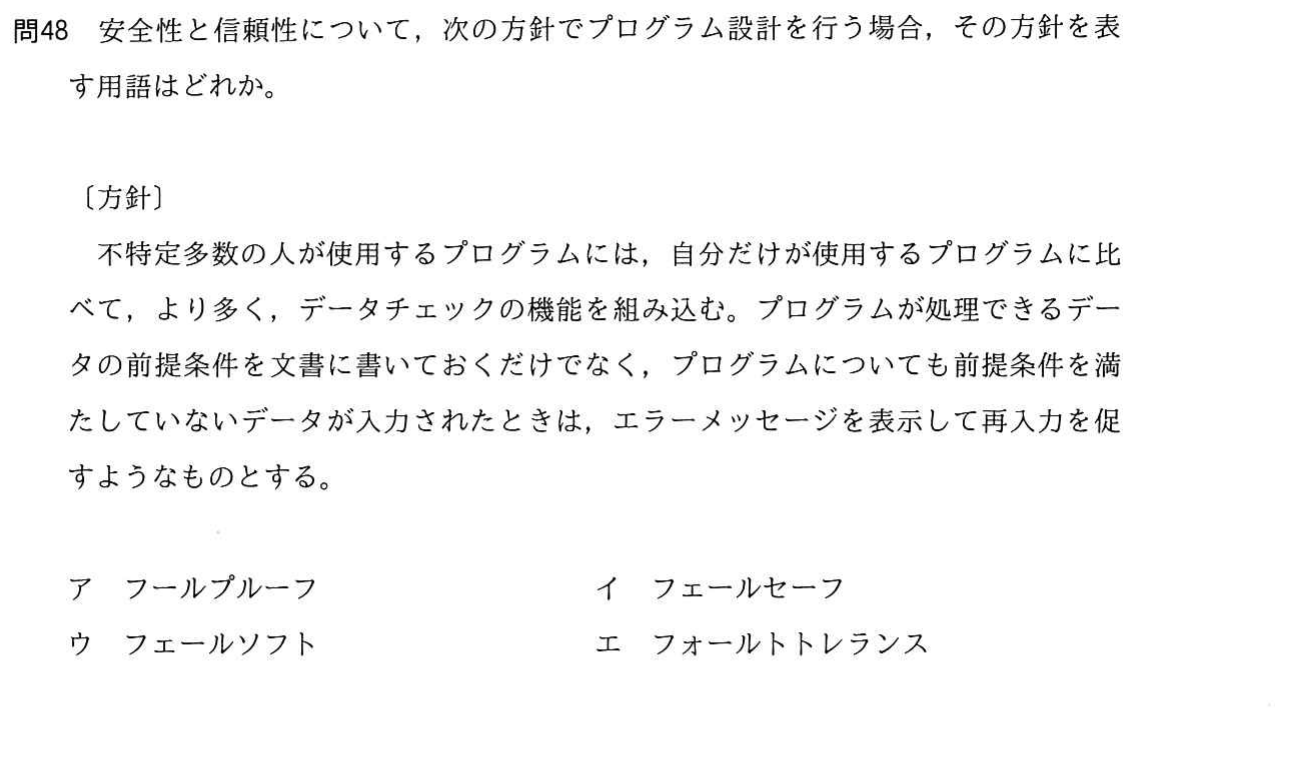 問48　安全性と信頼性について，次の方針でプログラム設計を行う場合，その方針を表
す用語はどれか。
〔方針〕
不特定多数の人が使用するプログラムには，自分だけが使用するプログラムに比
べて，より多く，データチェックの機能を組み込む。プログラムが処理できるデー
タの前提条件を文書に書いておくだけでなく，プログラムについても前提条件を満
たしていないデータが入力されたときは，エラーメッセージを表示して再入力を促
すようなものとする。
ア　フールプルーフ　イ　フェールセーフ
ウ　フェールソフト　エ　フォールトトレランス